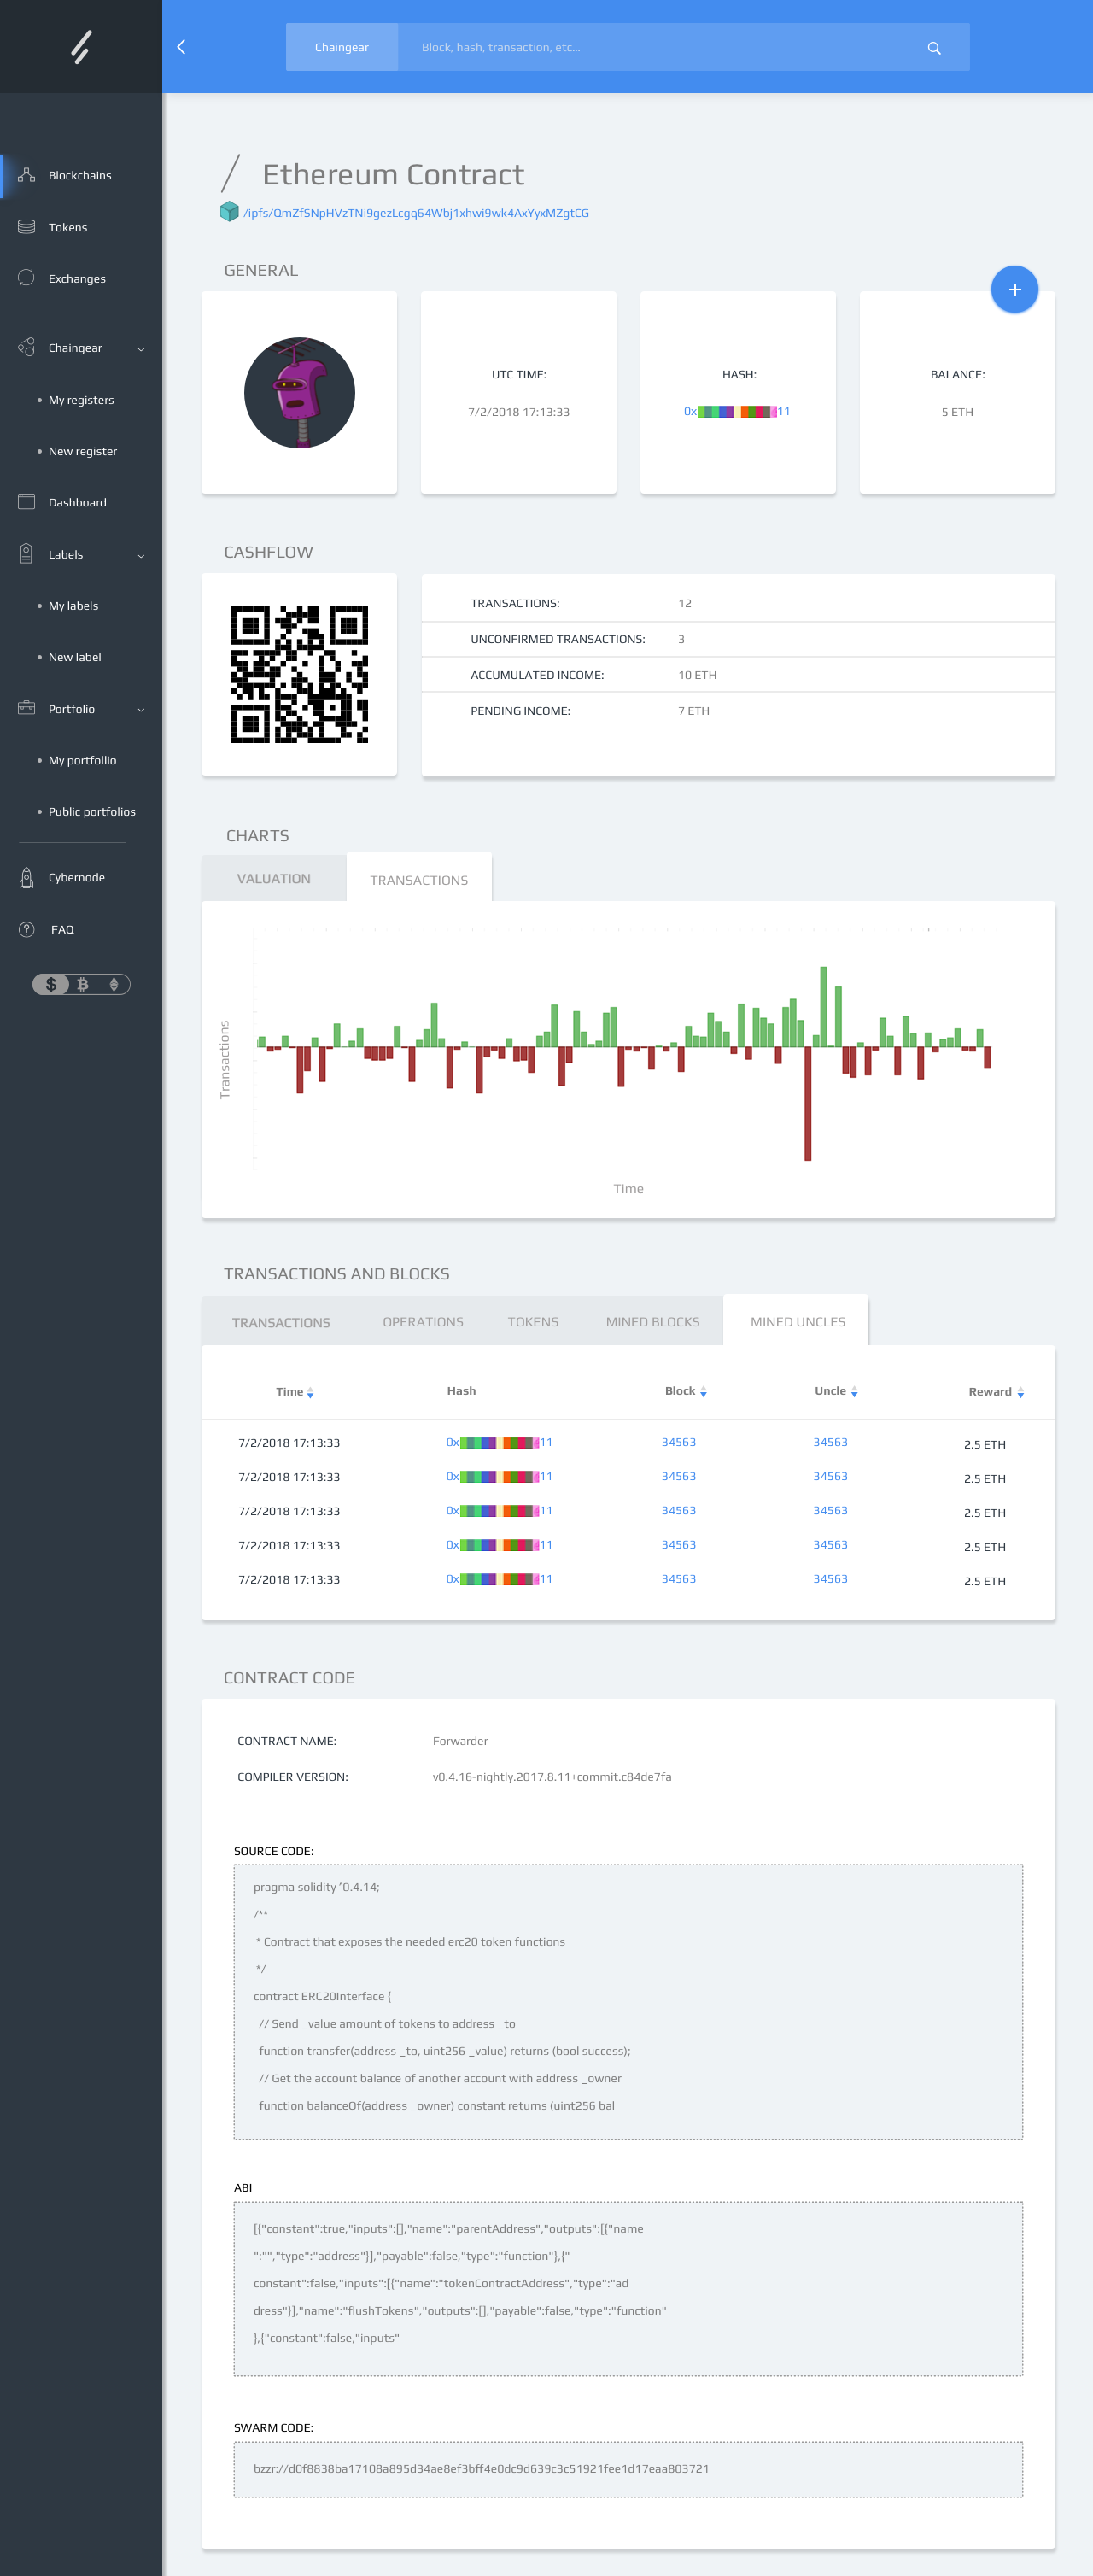 Chaingear
Block, hash, transaction, etc...
Blockchains
Tokens
Exchanges
Chaingear
My registers
New register
Dashboard
Labels
My labels
New label
Portfolio
My portfollio
Public portfolios
Cybernode
FAQ
/ Ethereum Contract
/ipfs/QmZfSNpHVzTNi9gezLcgq64Wbj1xhwi9wk4AxYyxMZgtCG
GENERAL
UTC TIME:
7/2/2018 17:13:33
HASH:
0x 11
BALANCE:
5 ETH
CASHFLOW
TRANSACTIONS: 12
UNCONFIRMED TRANSACTIONS: 3
ACCUMULATED INCOME: 10 ETH
PENDING INCOME: 7 ETH
CHARTS
VALUATION TRANSACTIONS
Transactions
Time
TRANSACTIONS AND BLOCKS
TRANSACTIONS OPERATIONS TOKENS MINED BLOCKS MINED UNCLES
Time Hash Block Uncle Reward
7/2/2018 17:13:33 0x 11 34563 34563 2.5 ETH
7/2/2018 17:13:33 0x 11 34563 34563 2.5 ETH
7/2/2018 17:13:33 0x 11 34563 34563 2.5 ETH
7/2/2018 17:13:33 0x 11 34563 34563 2.5 ETH
7/2/2018 17:13:33 0x 11 34563 34563 2.5 ETH
CONTRACT CODE
CONTRACT NAME: Forwarder
COMPILER VERSION: v0.4.16-nightly.2017.8.11+commit.c84de7fa
SOURCE CODE:
pragma solidity ^0.4.14;
/**
* Contract that exposes the needed erc20 token functions
*/
contract ERC20Interface {
// Send _value amount of tokens to address _to
function transfer(address _to, uint256 _value) returns (bool success);
// Get the account balance of another account with address _owner
function balanceOf(address _owner) constant returns (uint256 bal
ABI
[{"constant":true,"inputs":[],"name":"parentAddress","outputs":[{"name
":"","type":"address"}],"payable":false,"type":"function"},{"
constant":false,"inputs":[{"name":"tokenContractAddress","type":"ad
dress"}],"name":"flushTokens","outputs":[],"payable":false,"type":"function"
},{"constant":false,"inputs"
SWARM CODE:
bzzr://d0f8838ba17108a895d34ae8ef3bff4e0dc9d639c3c51921fee1d17eaa803721